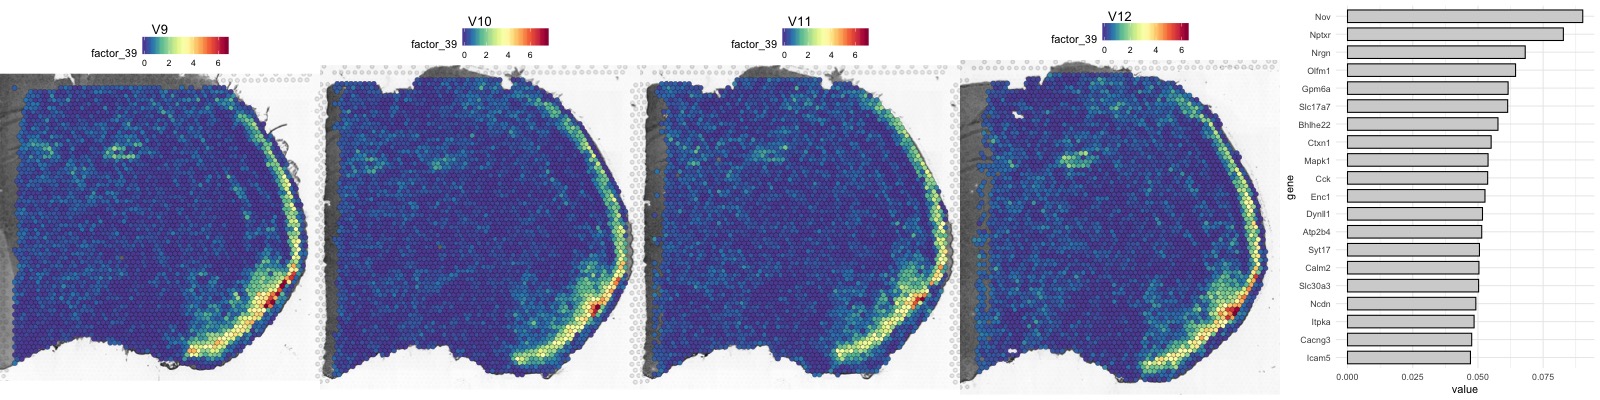 V9
factor_39
0 2 4 6
V10
factor_39
0 2 4 6
V11
factor_39
0 2 4 6
V12
factor_39
0 2 4 6
gene
Nov
Nptxr
Nrgn
Olfm1
Gpm6a
Slc17a7
Bhlhe22
Ctxn1
Mapk1
Cck
Enc1
Dynll1
Atp2b4
Syt17
Calm2
Slc30a3
Ncdn
Itpka
Cacng3
Icam5
0.000 0.025 0.050 0.075
value